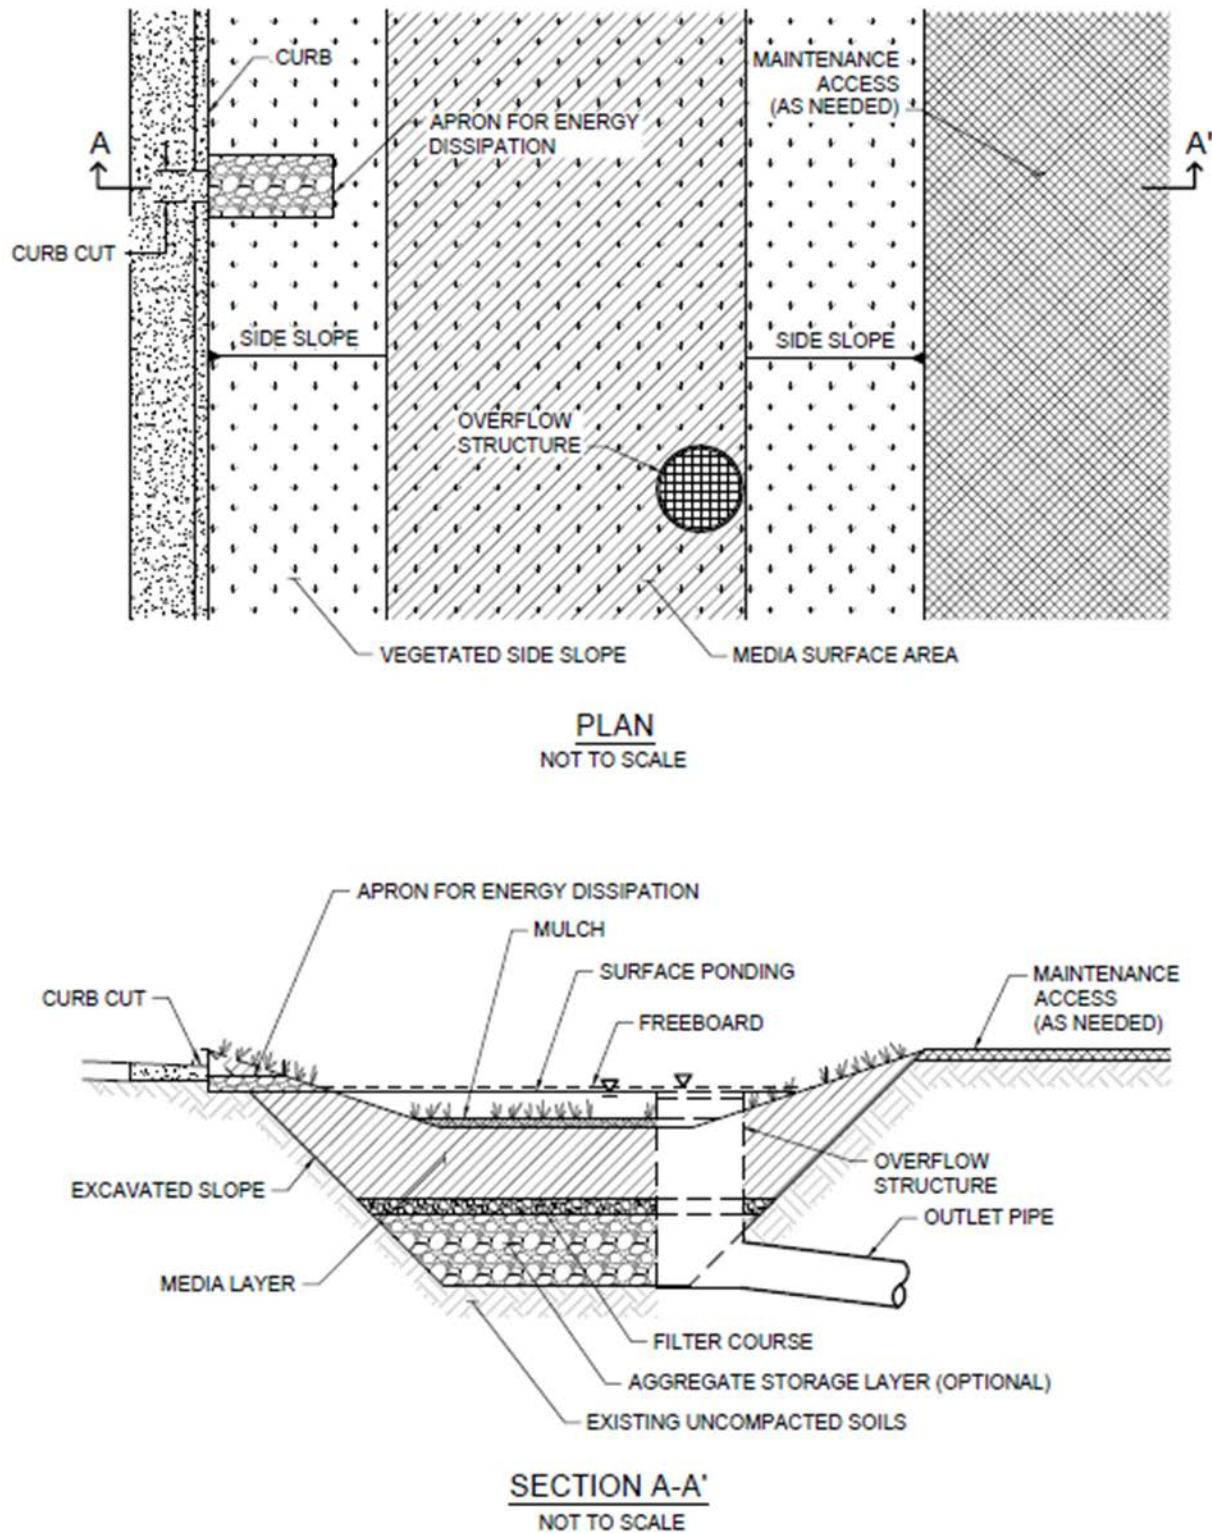 CURB
MAINTENANCE
ACCESS
(AS NEEDED)
APRON FOR ENERGY
DISSIPATION
A
A'
CURB CUT
SIDE SLOPE
SIDE SLOPE
OVERFLOW
STRUCTURE
VEGETATED SIDE SLOPE
MEDIA SURFACE AREA
PLAN
NOT TO SCALE
APRON FOR ENERGY DISSIPATION
MULCH
SURFACE PONDING
MAINTENANCE
ACCESS
(AS NEEDED)
CURB CUT
FREEBOARD
OVERFLOW
STRUCTURE
EXCAVATED SLOPE
OUTLET PIPE
MEDIA LAYER
FILTER COURSE
AGGREGATE STORAGE LAYER (OPTIONAL)
EXISTING UNCOMPACTED SOILS
SECTION A-A'
NOT TO SCALE